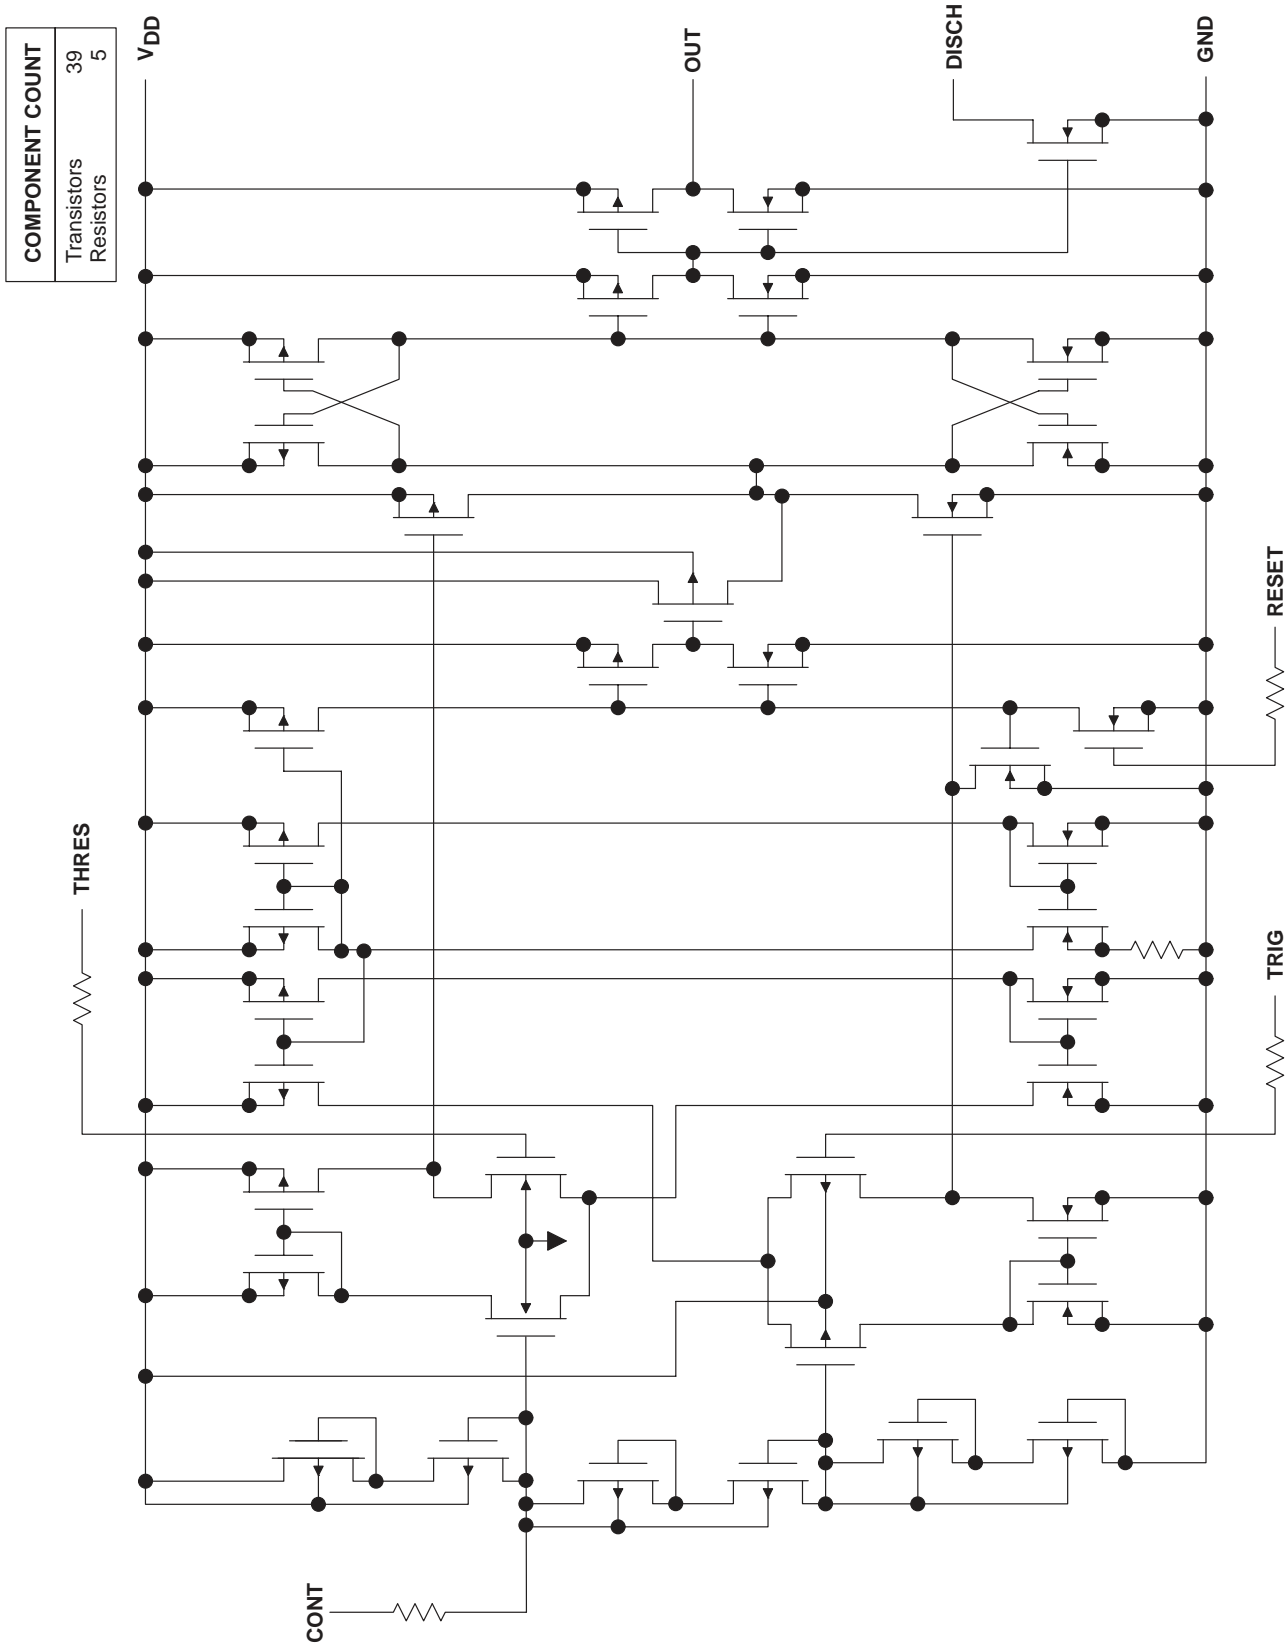 COMPONENT COUNT
Transistors 39
Resistors 5
VDD
OUT
DISCH
GND
RESET
THRES
TRIG
CONT